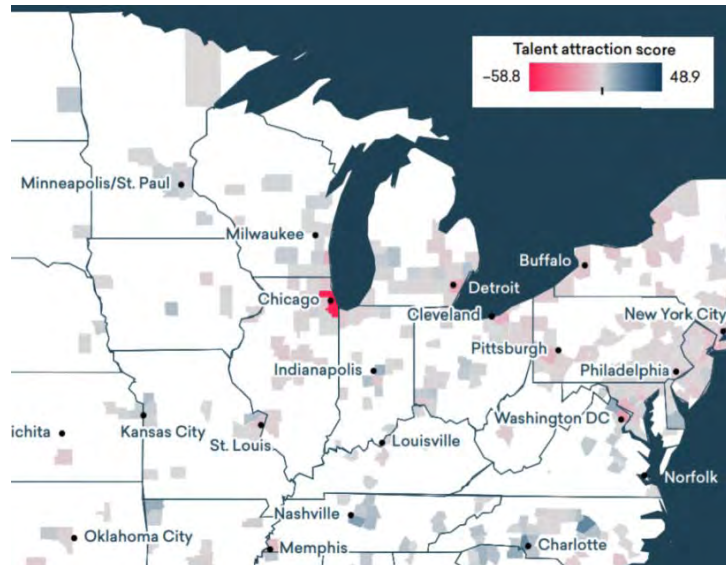 Talent attraction score
−58.8 48.9
Minneapolis/St. Paul
Milwaukee
Buffalo
Detroit
Chicago
Cleveland
New York City
Pittsburgh
Indianapolis
Philadelphia
Kansas City
Washington DC
ichita
St. Louis
Louisville
Norfolk
Nashville
Oklahoma City
Memphis
Charlotte